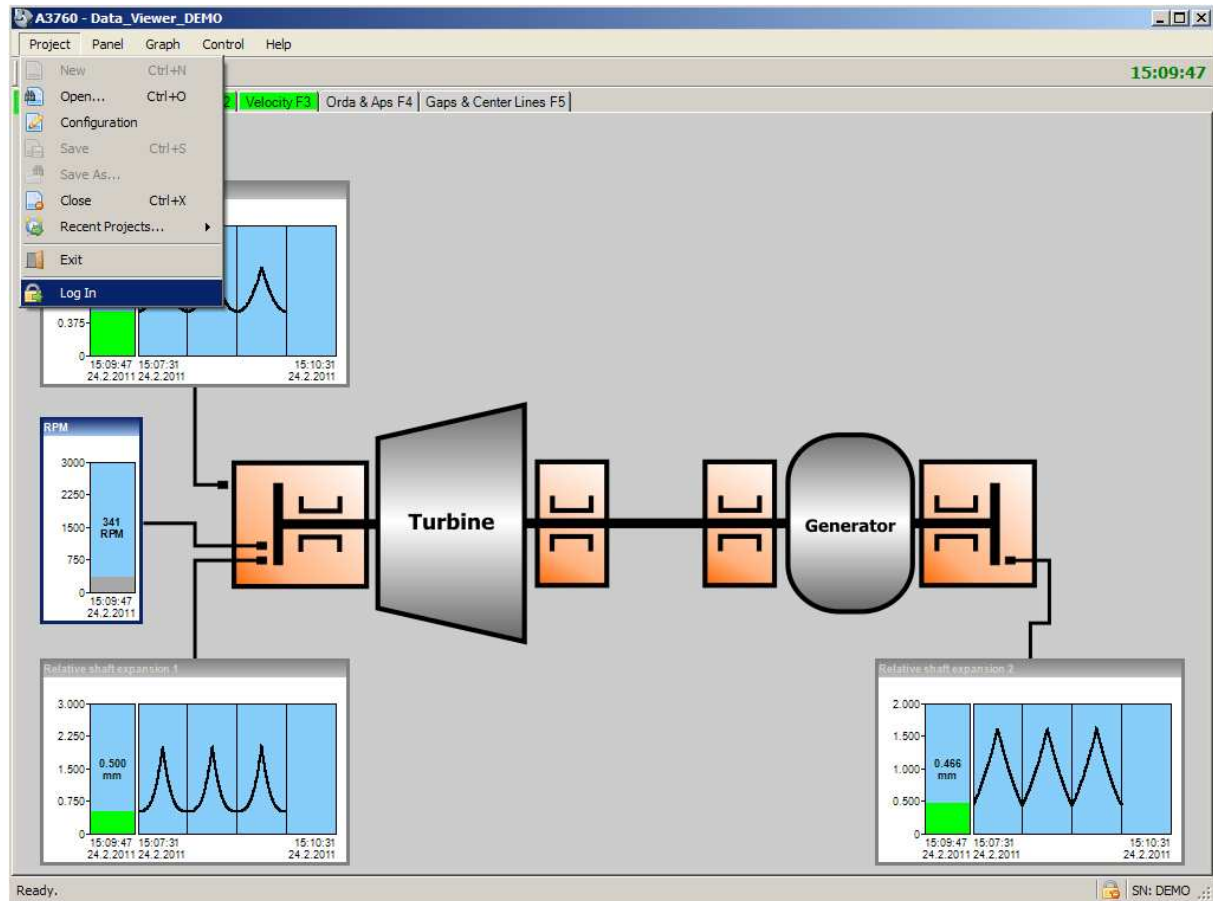 A3760 - Data_Viewer_DEMO
Project Panel Graph Control Help
15:09:47
New Ctrl+N
Open... Ctrl+O
Configuration
Save Ctrl+S
Save As...
Close Ctrl+X
Recent Projects...
Exit
Log In
2 Velocity F3 Orda & Aps F4 Gaps & Center Lines F5
0.375
0
15:09:47 15:07:31 15:10:31
24.2.2011 24.2.2011 24.2.2011
RPM
3000
2250
1500
750
0
341
RPM
15:09:47
24.2.2011
Turbine
Generator
Relative shaft expansion 1
3.000
2.250
1.500
0.750
0
0.500
mm
15:09:47 15:07:31 15:10:31
24.2.2011 24.2.2011 24.2.2011
Relative shaft expansion 2
2.000
1.500
1.000
0.500
0
0.466
mm
15:09:47 15:07:31 15:10:31
24.2.2011 24.2.2011 24.2.2011
Ready.
SN: DEMO